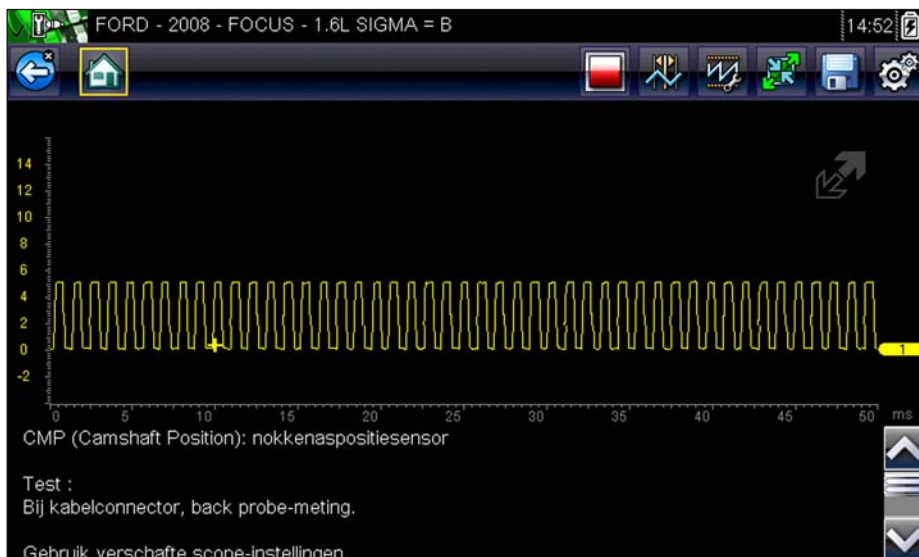 FORD - 2008 - FOCUS - 1.6L SIGMA = B 14:52
14
12
10
8
6
4
2
0
-2
1
0 5 10 15 20 25 30 35 40 45 50 ms
CMP (Camshaft Position): nokkenaspositiesensor
Test :
Bij kabelconnector, back probe-meting.
Gebruik verschafte scope-instellingen